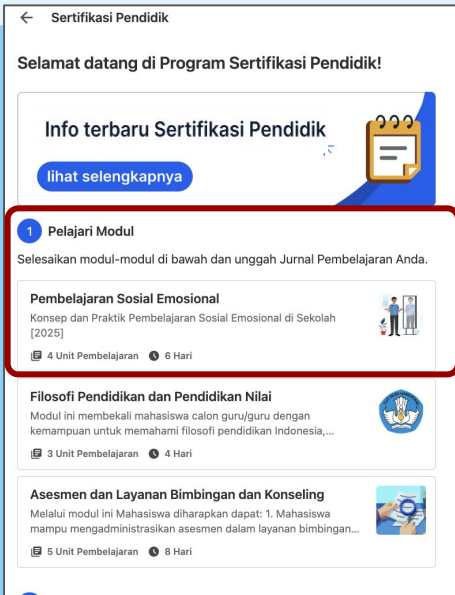 Sertifikasi Pendidik
Selamat datang di Program Sertifikasi Pendidik!
Info terbaru Sertifikasi Pendidik
lihat selengkapnya
1 Pelajari Modul
Selesaikan modul-modul di bawah dan unggah Jurnal Pembelajaran Anda.
Pembelajaran Sosial Emosional
Konsep dan Praktik Pembelajaran Sosial Emosional di Sekolah
[2025]
4 Unit Pembelajaran 6 Hari
Filosofi Pendidikan dan Pendidikan Nilai
Modul ini membekali mahasiswa calon guru/guru dengan
kemampuan untuk memahami filosofi pendidikan Indonesia,...
3 Unit Pembelajaran 4 Hari
Asesmen dan Layanan Bimbingan dan Konseling
Melalui modul ini Mahasiswa diharapkan dapat: 1. Mahasiswa
mampu mengadministrasikan asesmen dalam layanan bimbingan...
5 Unit Pembelajaran 8 Hari